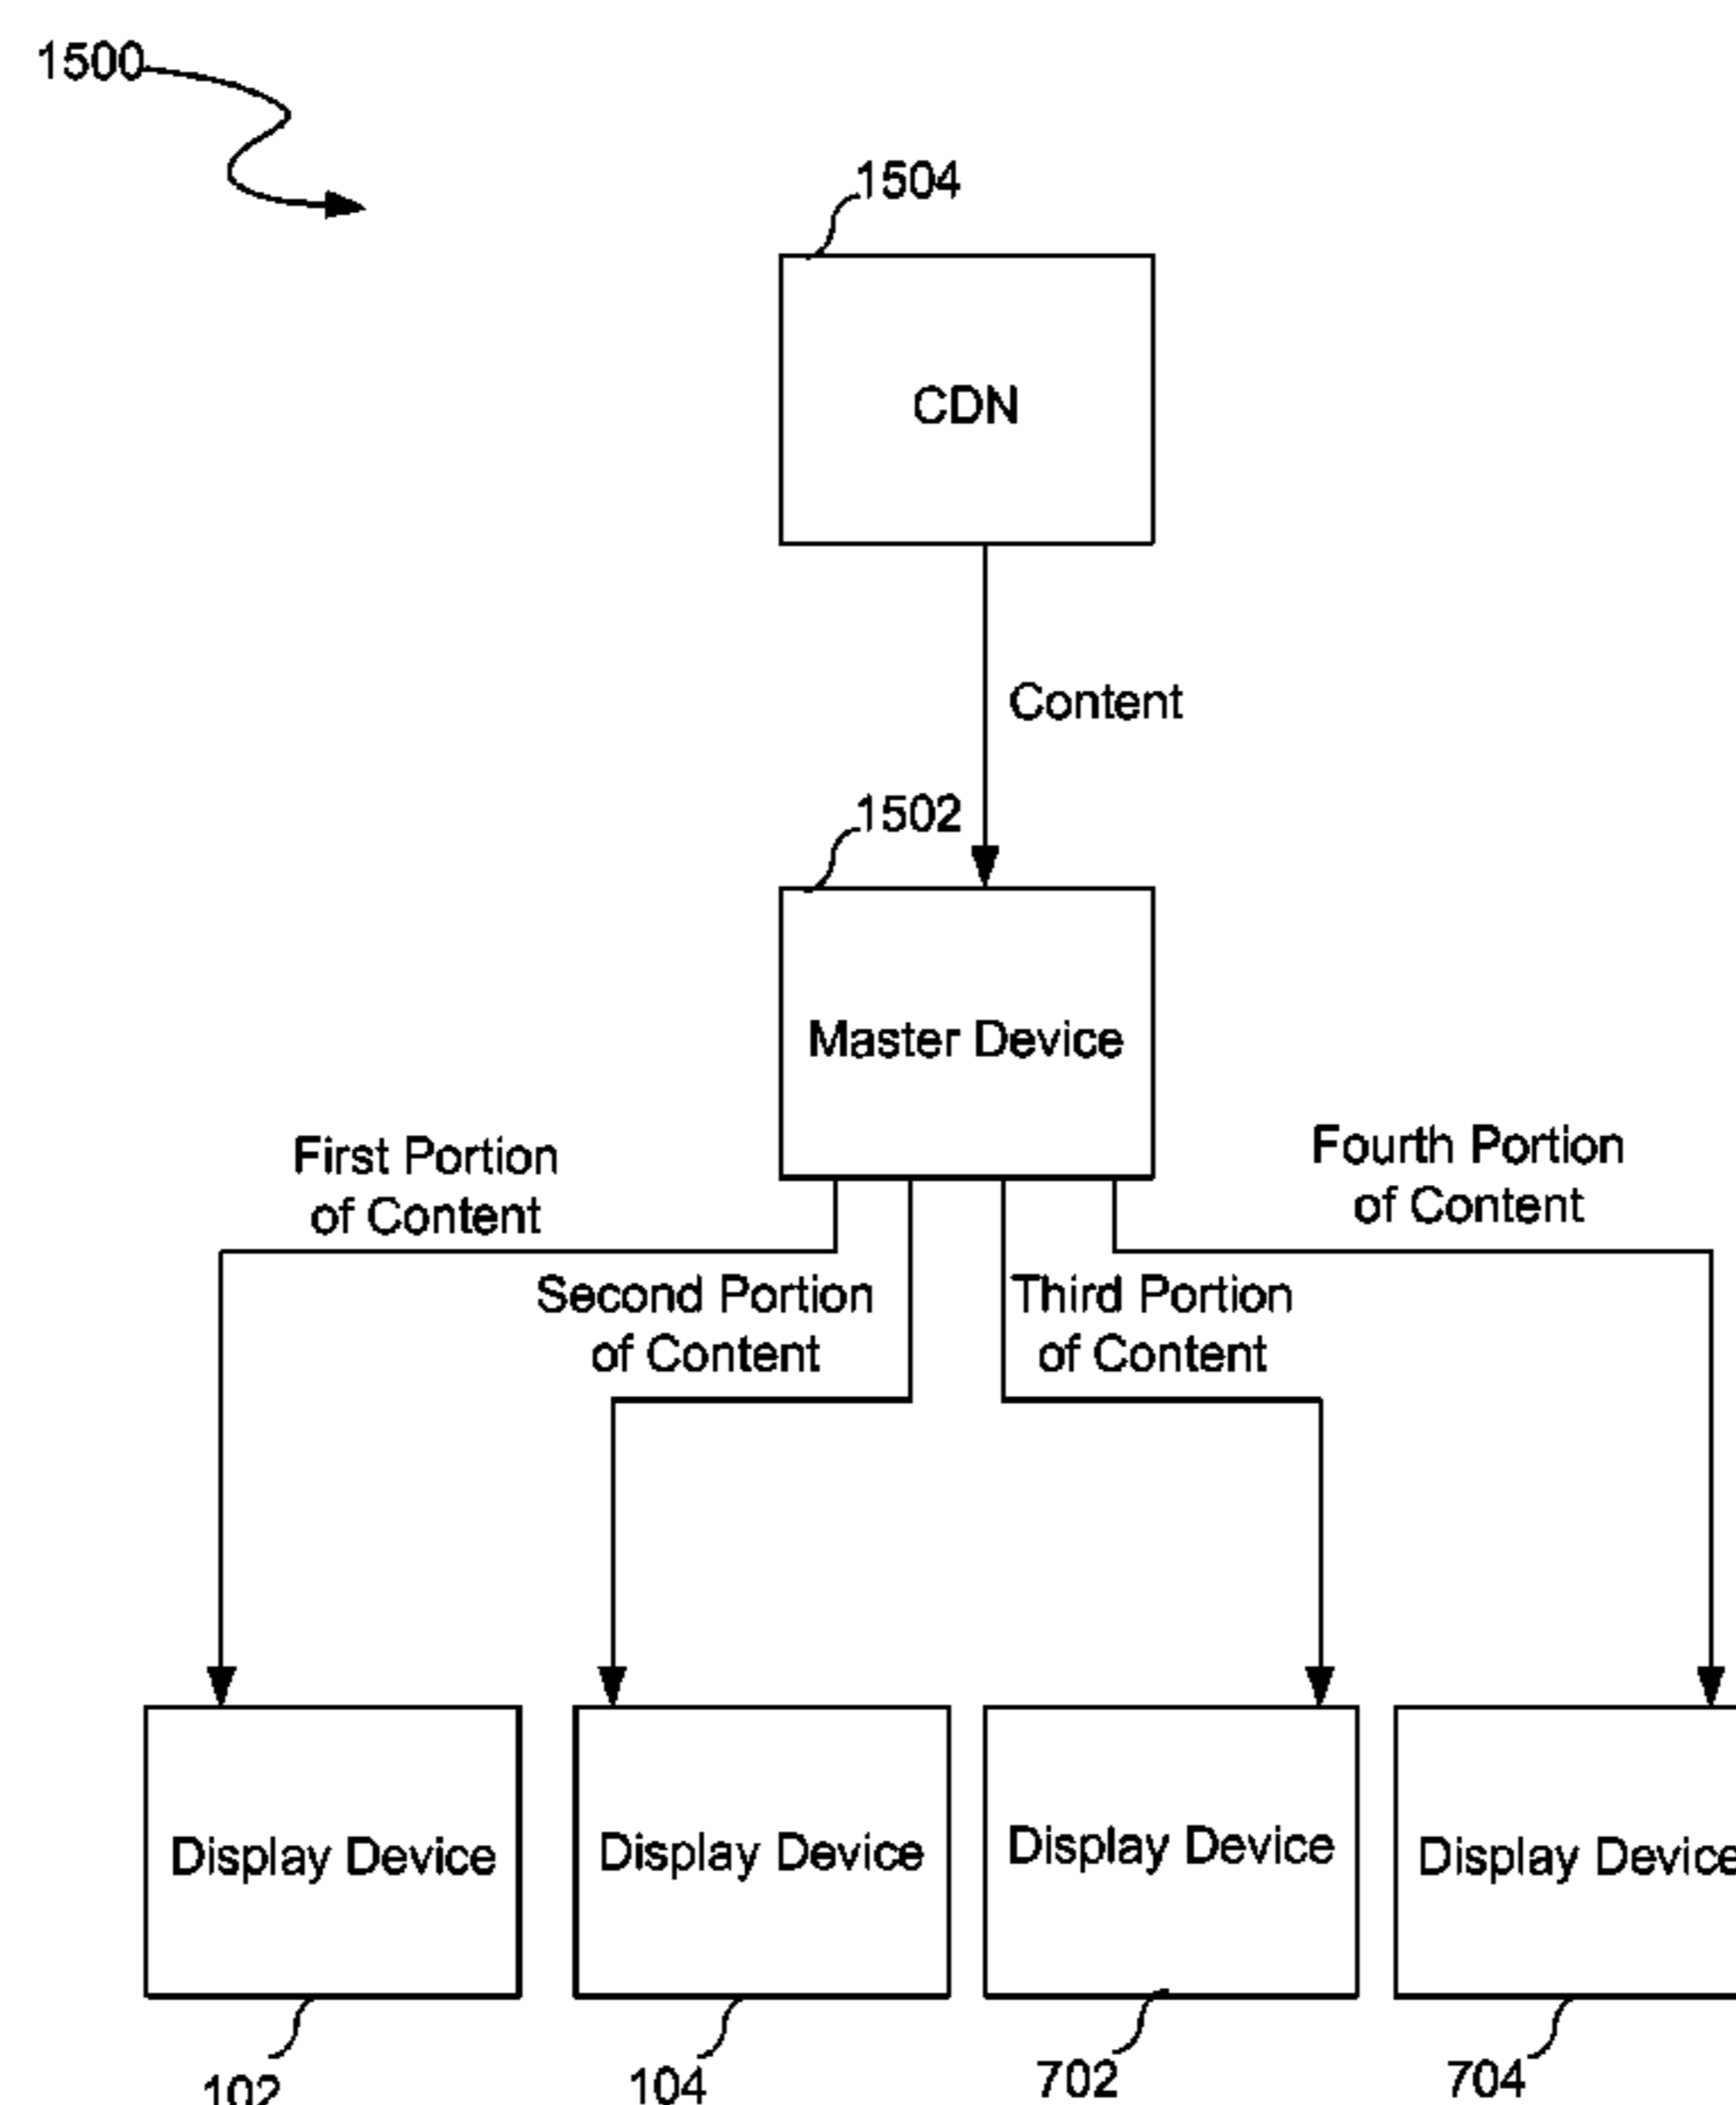 1500
1504
CDN
Content
1502
Master Device
First Portion
of Content
Fourth Portion
of Content
Second Portion
of Content
Third Portion
of Content
Display Device
Display Device
Display Device
Display Device
102
104
702
704